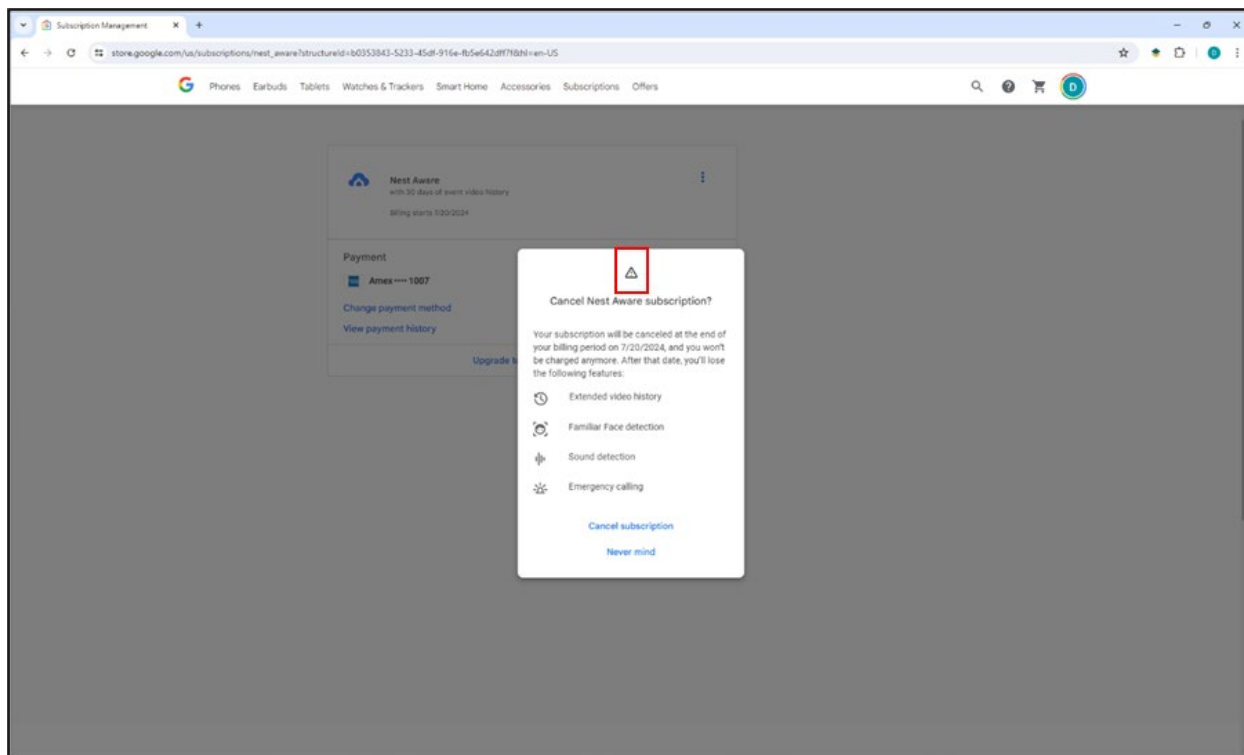 Subscription Management
store.google.com/us/subscriptions/nest_aware?structureId=b0353843-5233-45df-916e-fb5e642dff7f&hl=en-US
D
G Phones Earbuds Tablets Watches & Trackers Smart Home Accessories Subscriptions Offers
D
Nest Aware
with 30 days of event video history
Billing starts 7/20/2024
Payment
Amex •••• 1007
Change payment method
View payment history
Upgrade t
Cancel Nest Aware subscription?
Your subscription will be canceled at the end of
your billing period on 7/20/2024, and you won't
be charged anymore. After that date, you'll lose
the following features:
Extended video history
Familiar Face detection
Sound detection
Emergency calling
Cancel subscription
Never mind